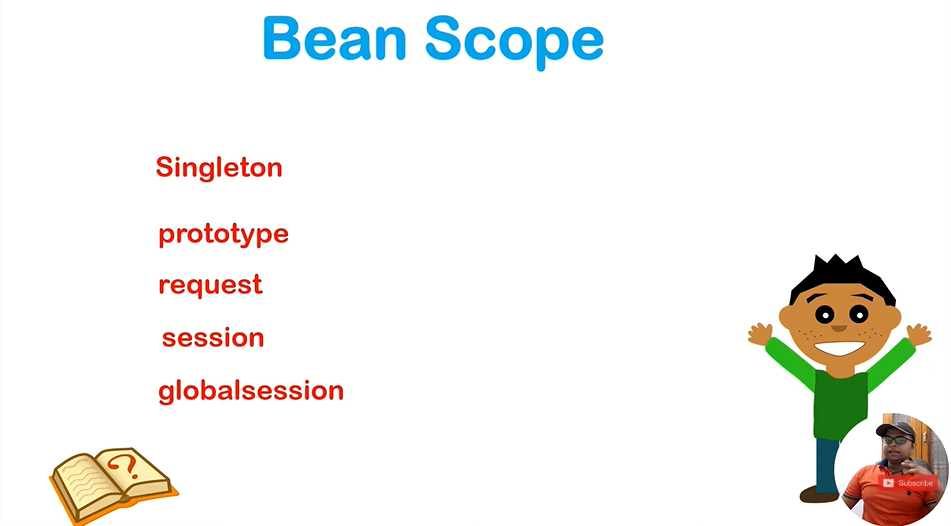 Bean Scope
Singleton
prototype
request
session
globalsession
?
Subscribe